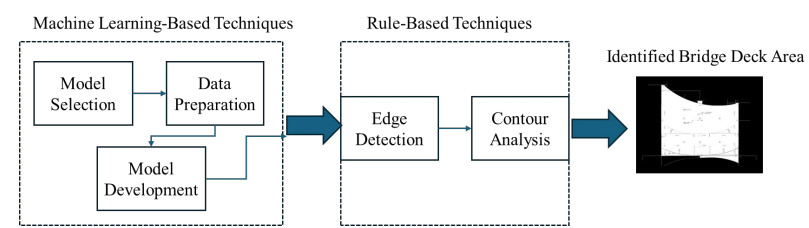 Machine Learning-Based Techniques
Rule-Based Techniques
Identified Bridge Deck Area
Model
Selection
Data
Preparation
Model
Development
Edge
Detection
Contour
Analysis